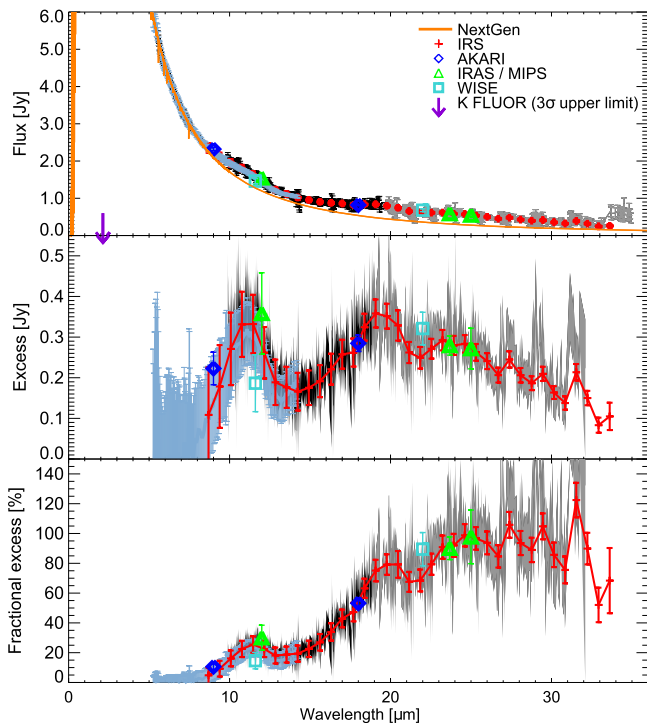 6.0
5.0
4.0
3.0
2.0
1.0
0.0
Flux [Jy]
NextGen
IRS
AKARI
IRAS / MIPS
WISE
K FLUOR (3σ upper limit)
0.5
0.4
0.3
0.2
0.1
0.0
Excess [Jy]
140
120
100
80
60
40
20
0
Fractional excess [%]
0 10 20 30
Wavelength [µm]